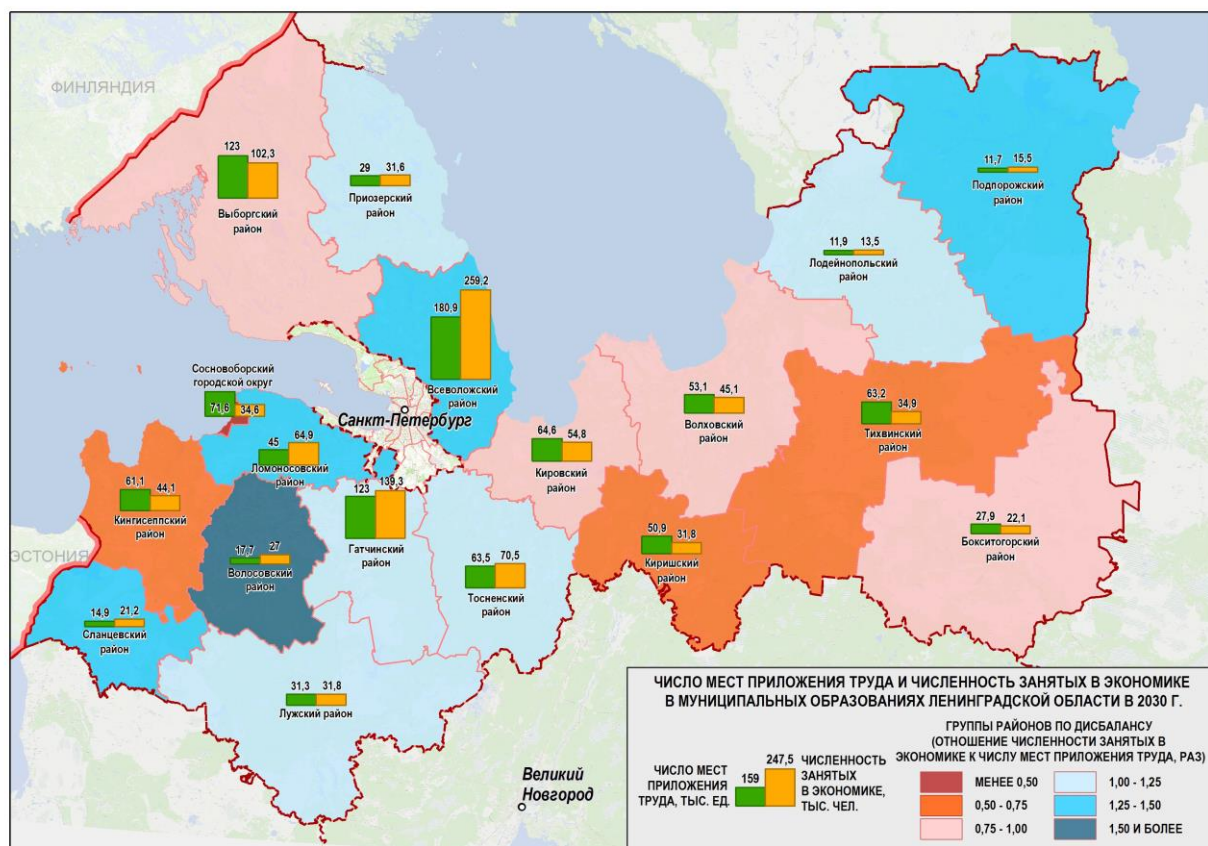 ФИНЛЯНДИЯ
123 102,3
Выборгский
район
29 31,6
Приозерский
район
11,7 15,5
Подпорожский
район
11,9 13,5
Лодейнопольский
район
180,9 259,2
Всеволожский
район
Сосновоборский
городской округ
71,6 34,6
Санкт-Петербург
45 64,9
Ломоносовский
район
53,1 45,1
Волховский
район
63,2 34,9
Тихвинский
район
64,6 54,8
Кировский
район
61,1 44,1
Кингисеппский
район
123 139,3
Гатчинский
район
50,9 31,8
Киришский
район
27,9 22,1
Бокситогорский
район
ЭСТОНИЯ
17,7 27
Волосовский
район
63,5 70,5
Тосненский
район
14,9 21,2
Сланцевский
район
31,3 31,8
Лужский район
Великий
Новгород
ЧИСЛО МЕСТ ПРИЛОЖЕНИЯ ТРУДА И ЧИСЛЕННОСТЬ ЗАНЯТЫХ В ЭКОНОМИКЕ
В МУНИЦИПАЛЬНЫХ ОБРАЗОВАНИЯХ ЛЕНИНГРАДСКОЙ ОБЛАСТИ В 2030 Г.
ЧИСЛО МЕСТ
ПРИЛОЖЕНИЯ
ТРУДА, ТЫС. ЕД.
159 247,5
ЧИСЛЕННОСТЬ
ЗАНЯТЫХ
В ЭКОНОМИКЕ,
ТЫС. ЧЕЛ.
ГРУППЫ РАЙОНОВ ПО ДИСБАЛАНСУ
(ОТНОШЕНИЕ ЧИСЛЕННОСТИ ЗАНЯТЫХ В
ЭКОНОМИКЕ К ЧИСЛУ МЕСТ ПРИЛОЖЕНИЯ ТРУДА, РАЗ)
МЕНЕЕ 0,50
0,50 - 0,75
0,75 - 1,00
1,00 - 1,25
1,25 - 1,50
1,50 И БОЛЕЕ